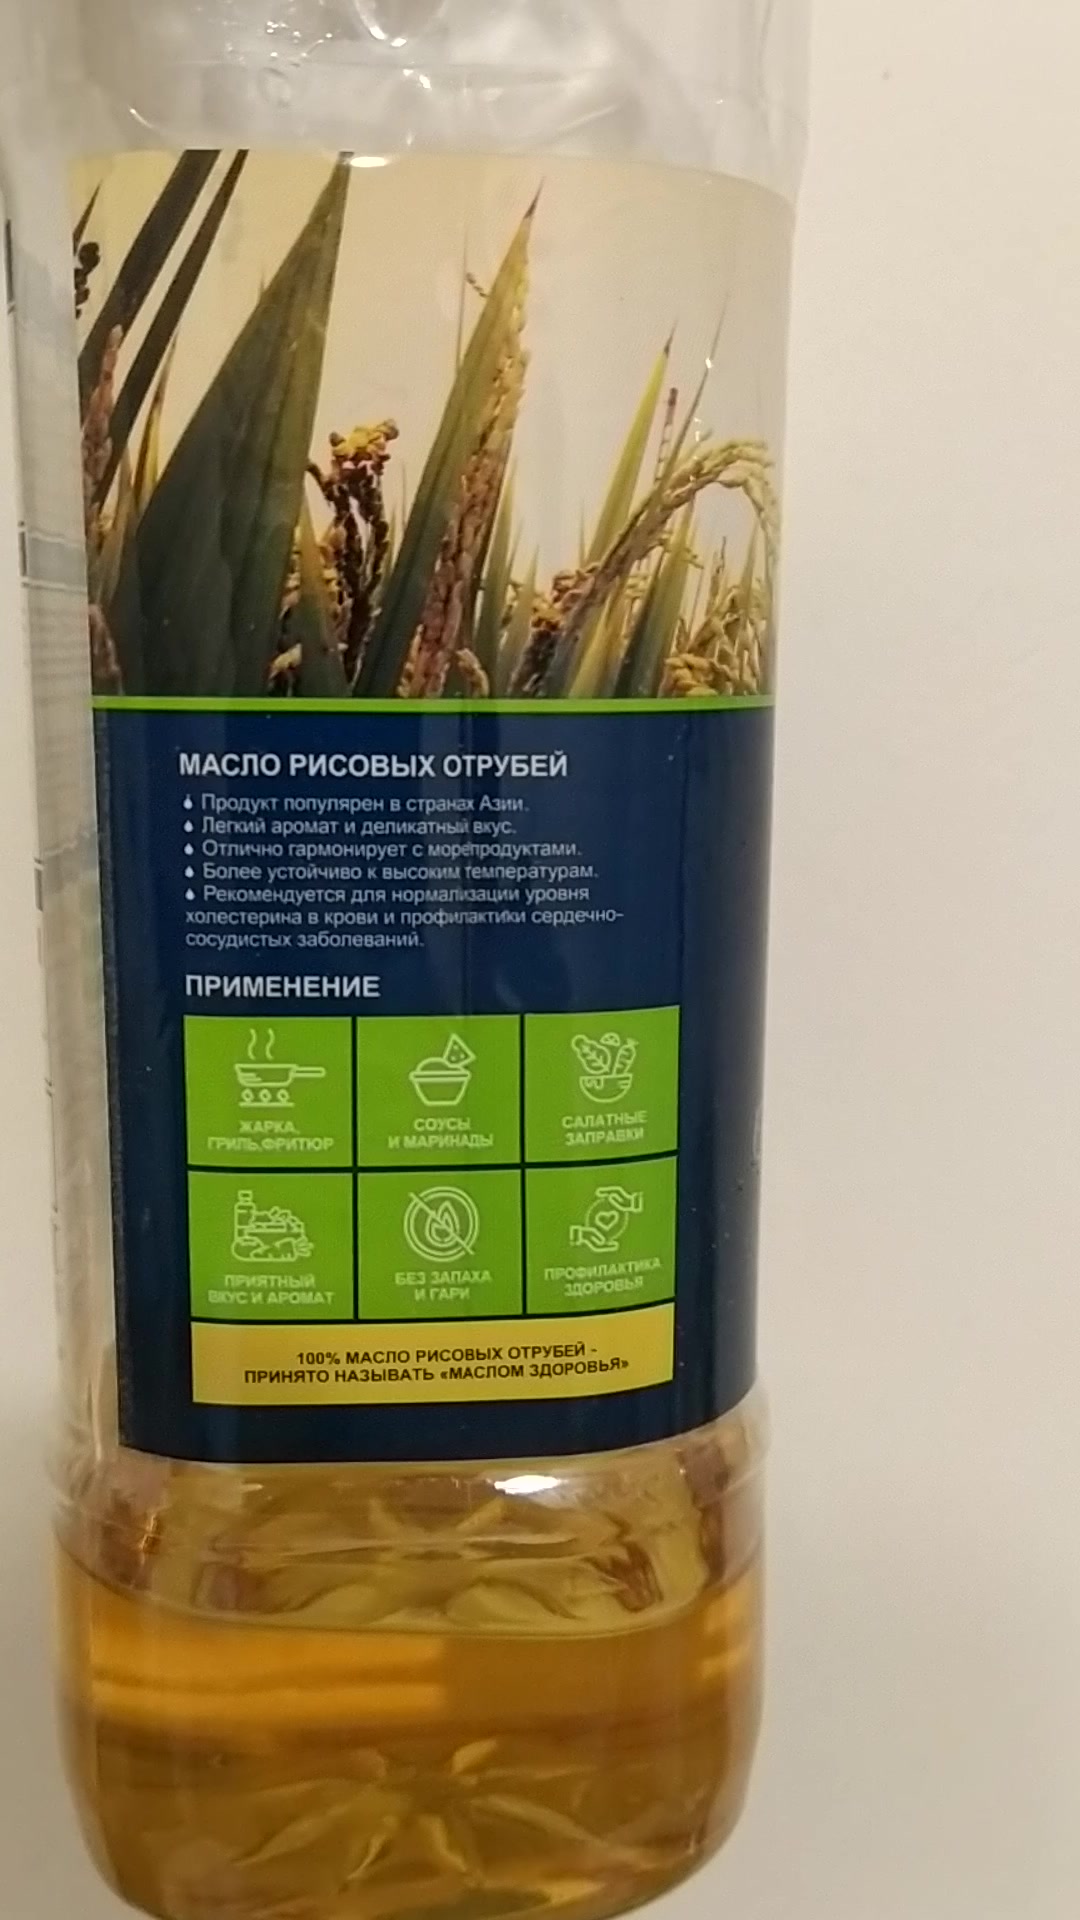 МАСЛО РИСОВЫХ ОТРУБЕЙ
Продукт популярен в странах Азии.
Легкий аромат и деликатный вкус.
Отлично гармонирует с морепродуктами.
Более устойчиво к высоким температурам.
Рекомендуется для нормализации уровня
холестерина в крови и профилактики сердечно-
сосудистых заболеваний.
ПРИМЕНЕНИЕ
ЖАРКА,
ГРИЛЬ,ФРИТЮР
СОУСЫ
И МАРИНАДЫ
САЛАТНЫЕ
ЗАПРАВКИ
ПРИЯТНЫЙ
ВКУС И АРОМАТ
БЕЗ ЗАПАХА
И ГАРИ
ПРОФИЛАКТИКА
ЗДОРОВЬЯ
100% МАСЛО РИСОВЫХ ОТРУБЕЙ -
ПРИНЯТО НАЗЫВАТЬ «МАСЛОМ ЗДОРОВЬЯ»